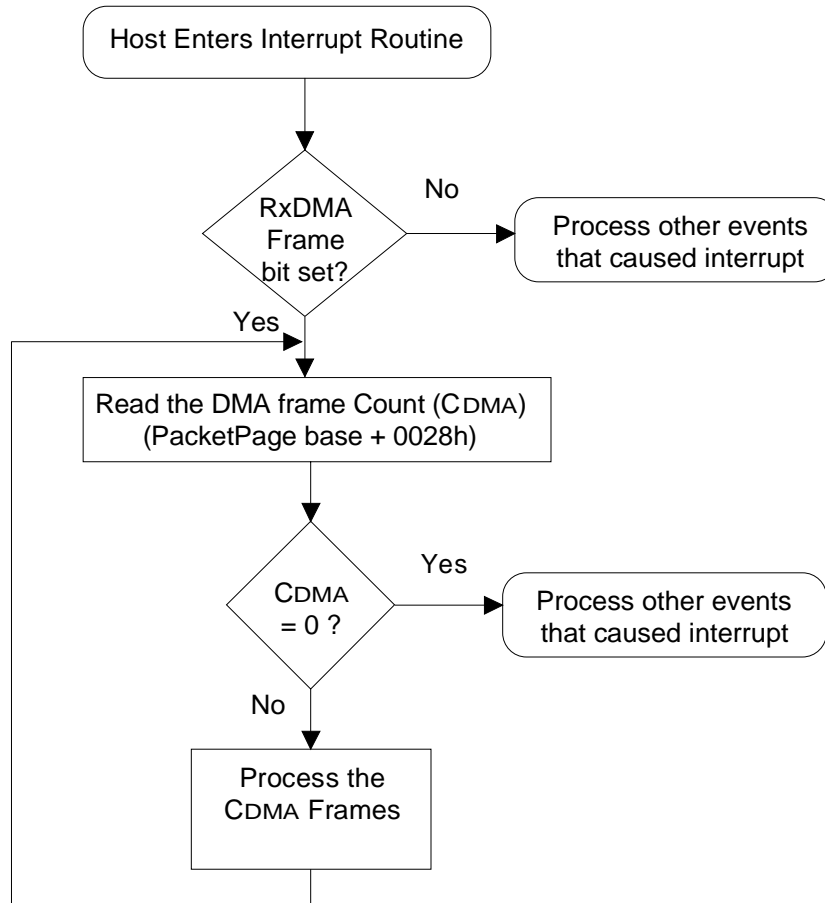 Host Enters Interrupt Routine
RxDMA
Frame
bit set?
No
Process other events
that caused interrupt
Yes
Read the DMA frame Count (CDMA)
(PacketPage base + 0028h)
CDMA
= 0 ?
Yes
Process other events
that caused interrupt
No
Process the
CDMA Frames